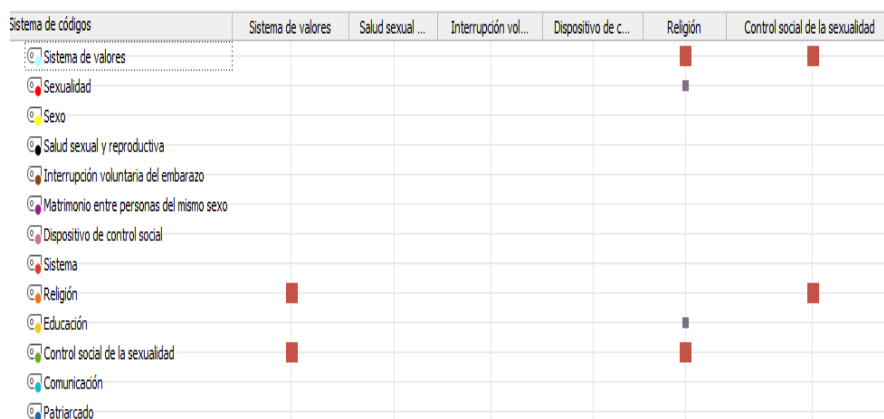 Sistema de códigos Sistema de valores Salud sexual ... Interrupción vol... Dispositivo de c... Religión Control social de la sexualidad
Sistema de valores
Sexualidad
Sexo
Salud sexual y reproductiva
Interrupción voluntaria del embarazo
Matrimonio entre personas del mismo sexo
Dispositivo de control social
Sistema
Religión
Educación
Control social de la sexualidad
Comunicación
Patriarcado